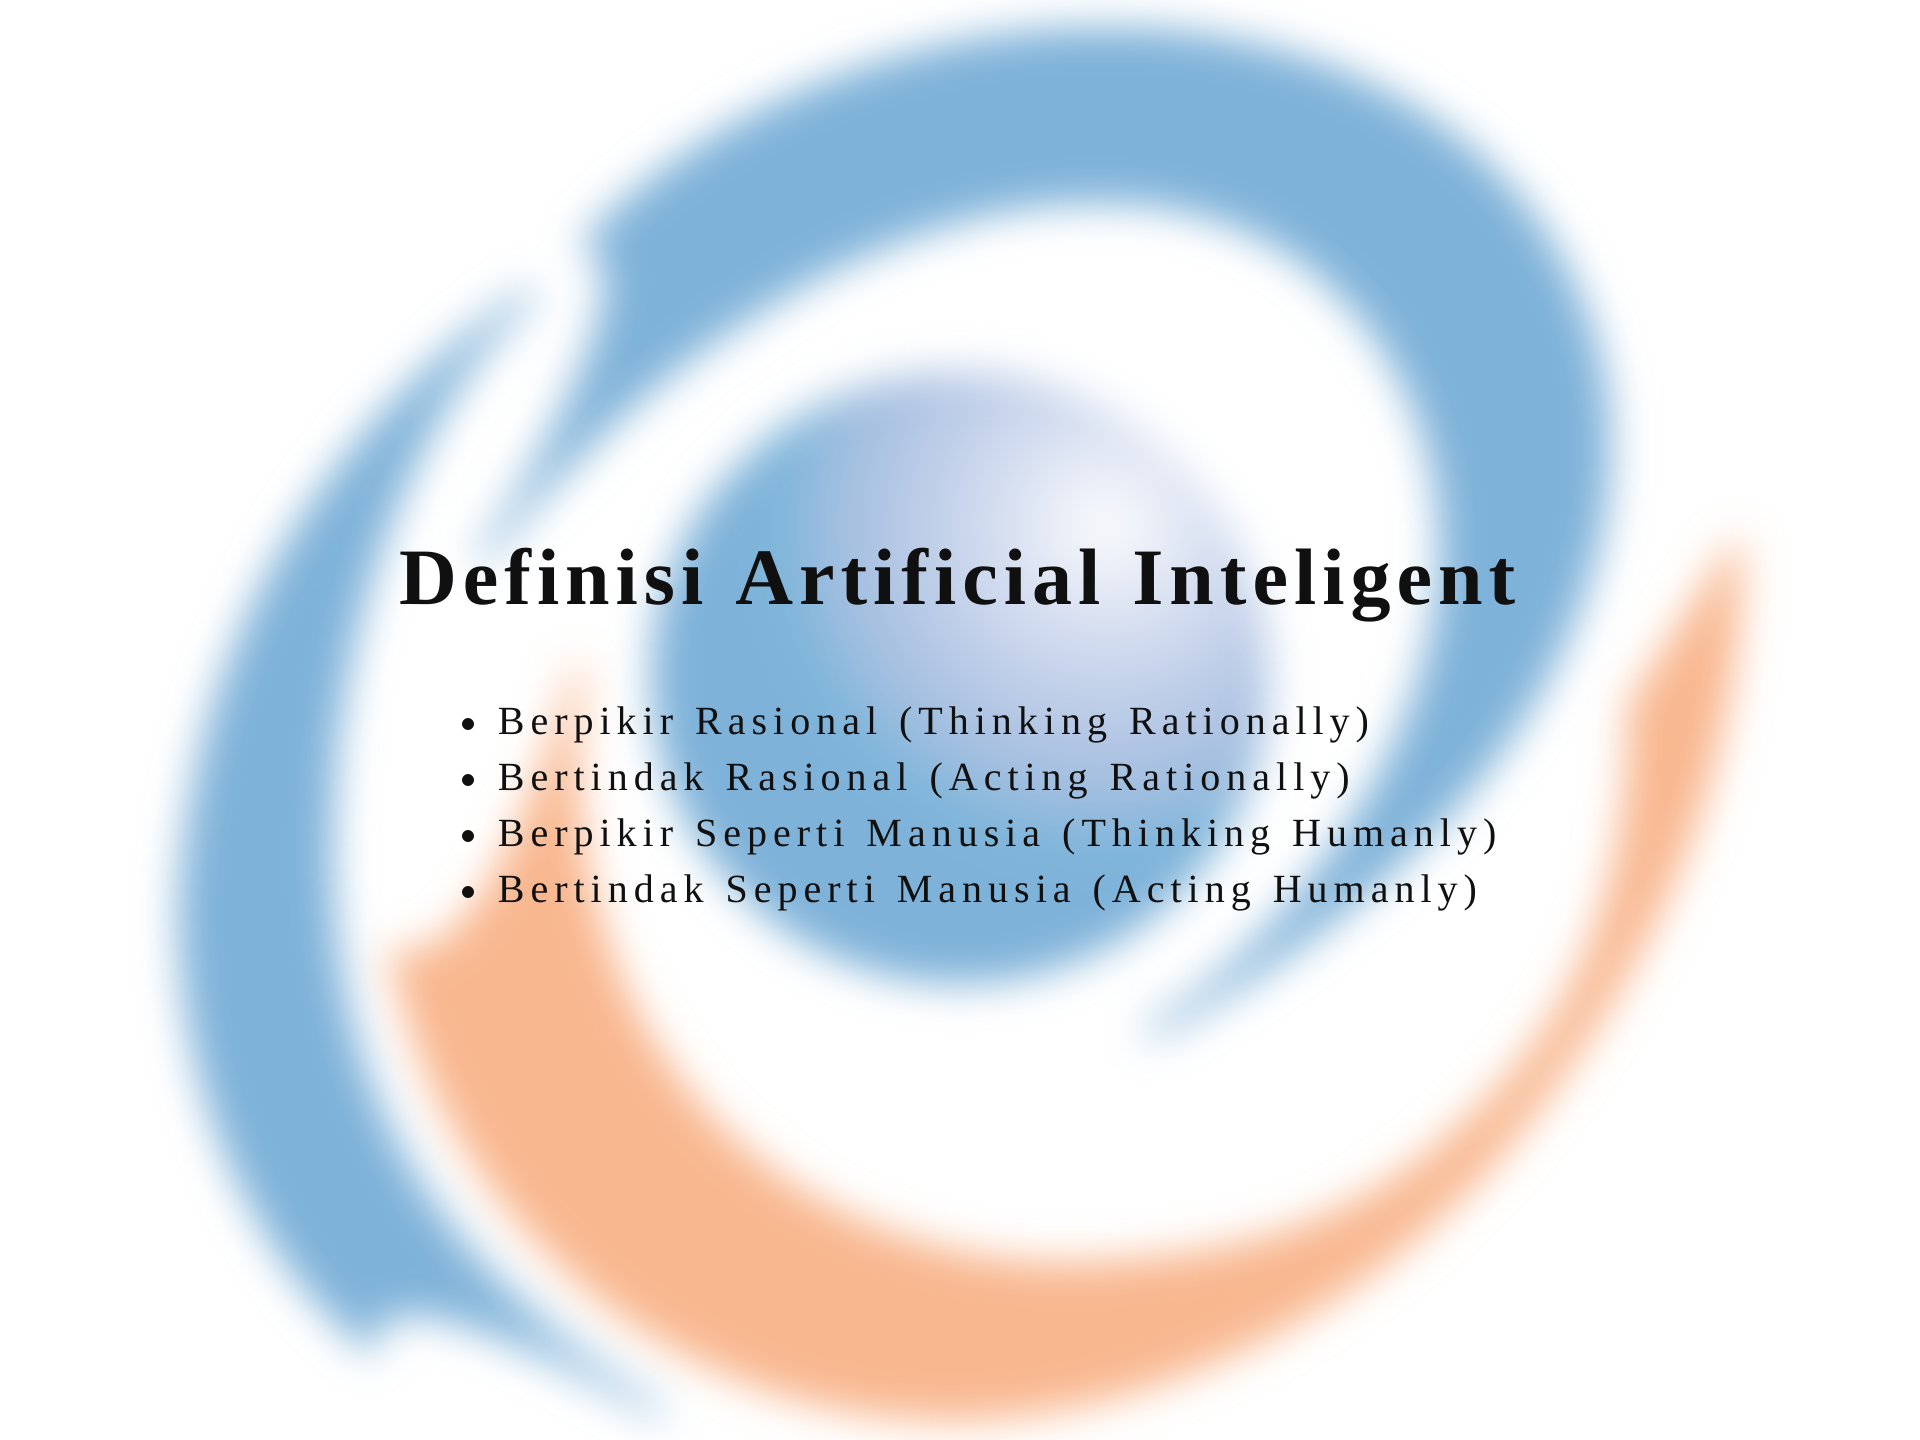 Definisi Artificial Inteligent
• Berpikir Rasional (Thinking Rationally)
• Bertindak Rasional (Acting Rationally)
• Berpikir Seperti Manusia (Thinking Humanly)
• Bertindak Seperti Manusia (Acting Humanly)